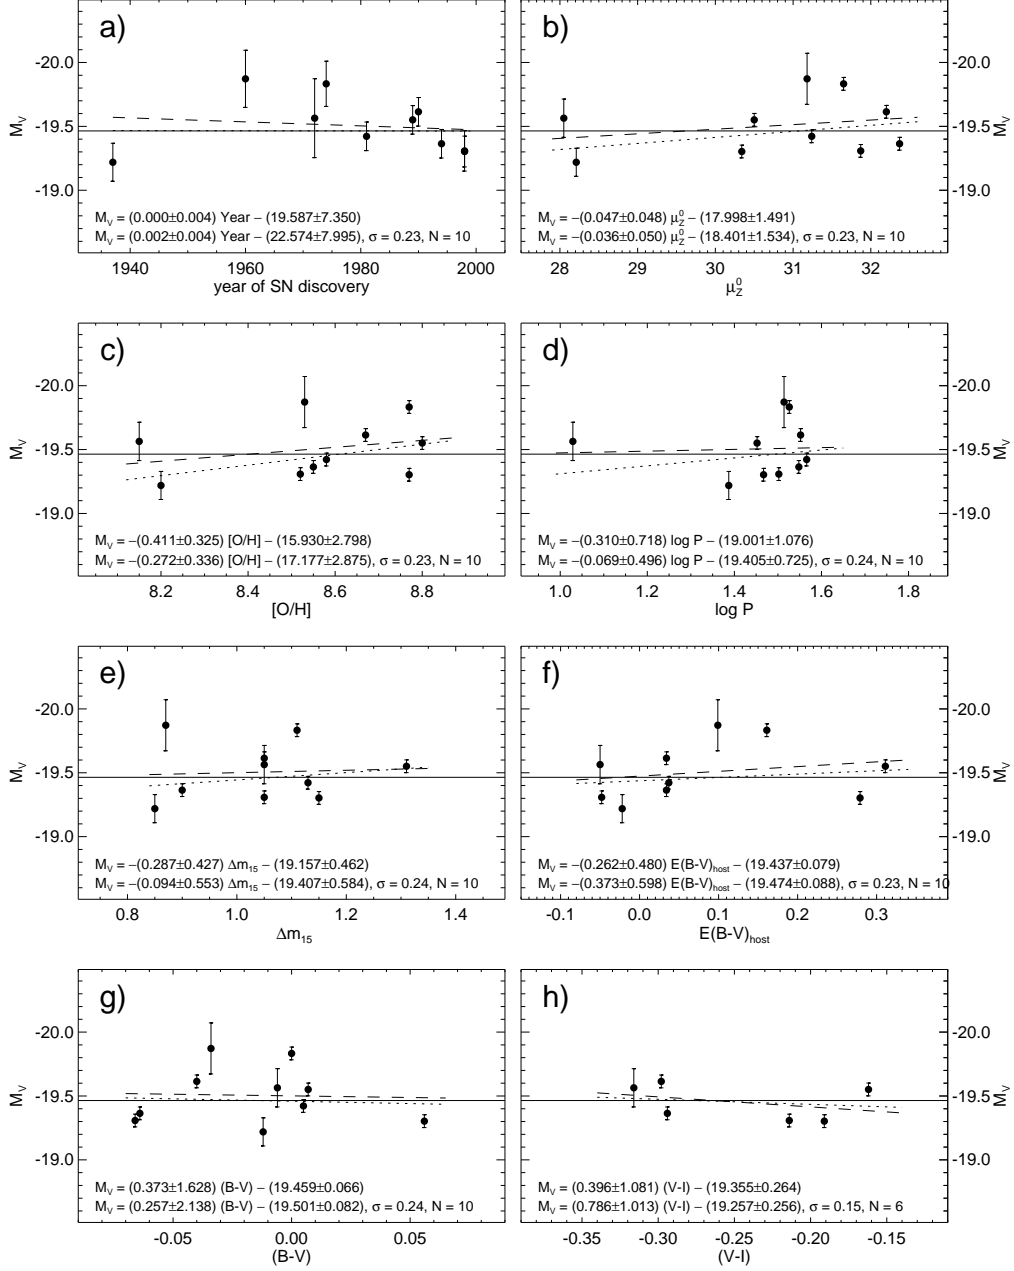 a)
-20.0
M_V
-19.5
-19.0
M_V = (0.000±0.004) Year − (19.587±7.350)
M_V = (0.002±0.004) Year − (22.574±7.995), σ = 0.23, N = 10
1940 1960 1980 2000
year of SN discovery
b)
-20.0
-19.5
M_V
-19.0
M_V = −(0.047±0.048) μ_Z^0 − (17.998±1.491)
M_V = −(0.036±0.050) μ_Z^0 − (18.401±1.534), σ = 0.23, N = 10
28 29 30 31 32
μ_Z^0
c)
-20.0
M_V
-19.5
-19.0
M_V = −(0.411±0.325) [O/H] − (15.930±2.798)
M_V = −(0.272±0.336) [O/H] − (17.177±2.875), σ = 0.23, N = 10
8.2 8.4 8.6 8.8
[O/H]
d)
-20.0
-19.5
M_V
-19.0
M_V = −(0.310±0.718) log P − (19.001±1.076)
M_V = −(0.069±0.496) log P − (19.405±0.725), σ = 0.24, N = 10
1.0 1.2 1.4 1.6 1.8
log P
e)
-20.0
M_V
-19.5
-19.0
M_V = −(0.287±0.427) Δm_15 − (19.157±0.462)
M_V = −(0.094±0.553) Δm_15 − (19.407±0.584), σ = 0.24, N = 10
0.8 1.0 1.2 1.4
Δm_15
f)
-20.0
-19.5
M_V
-19.0
M_V = −(0.262±0.480) E(B-V)_host − (19.437±0.079)
M_V = −(0.373±0.598) E(B-V)_host − (19.474±0.088), σ = 0.23, N = 10
-0.1 0.0 0.1 0.2 0.3
E(B-V)_host
g)
-20.0
M_V
-19.5
-19.0
M_V = (0.373±1.628) (B-V) − (19.459±0.066)
M_V = (0.257±2.138) (B-V) − (19.501±0.082), σ = 0.24, N = 10
-0.05 0.00 0.05
(B-V)
h)
-20.0
-19.5
M_V
-19.0
M_V = (0.396±1.081) (V-I) − (19.355±0.264)
M_V = (0.786±1.013) (V-I) − (19.257±0.256), σ = 0.15, N = 6
-0.35 -0.30 -0.25 -0.20 -0.15
(V-I)